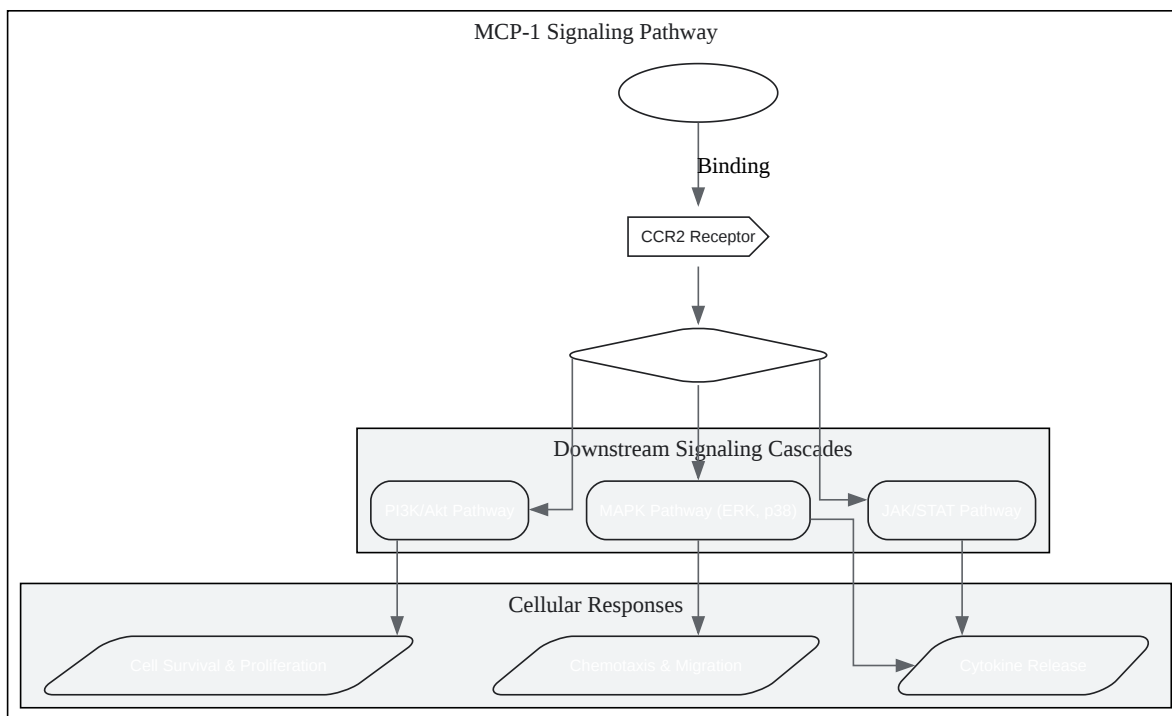 MCP-1 Signaling Pathway
Binding
CCR2 Receptor
Downstream Signaling Cascades
PI3K/Akt Pathway
MAPK Pathway (ERK, p38)
JAK/STAT Pathway
Cellular Responses
Cell Survival & Proliferation
Chemotaxis & Migration
Cytokine Release